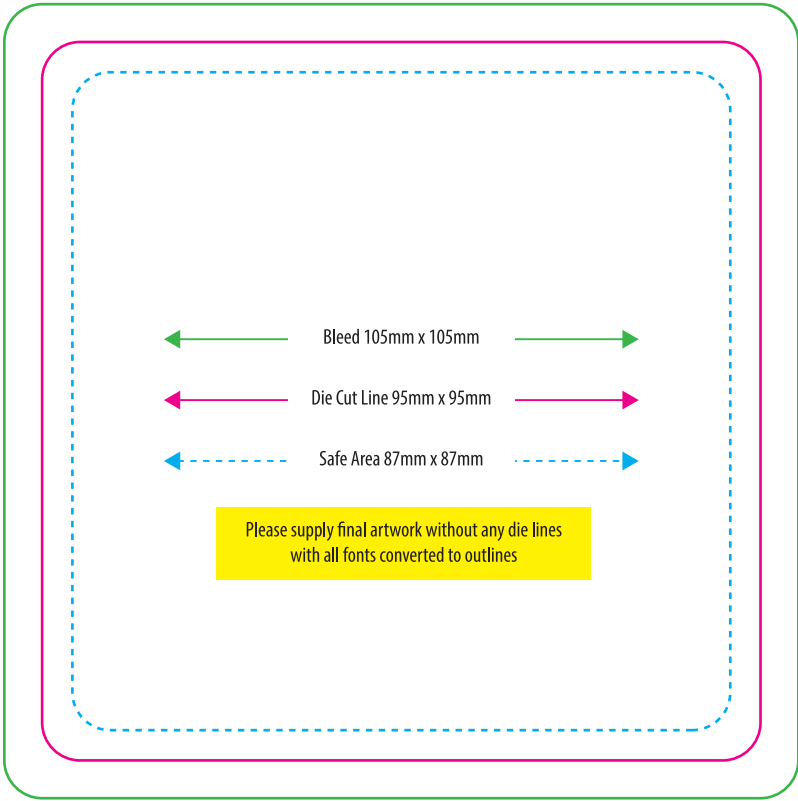 Bleed 105mm x 105mm
Die Cut Line 95mm x 95mm
Safe Area 87mm x 87mm
Please supply final artwork without any die lines
with all fonts converted to outlines